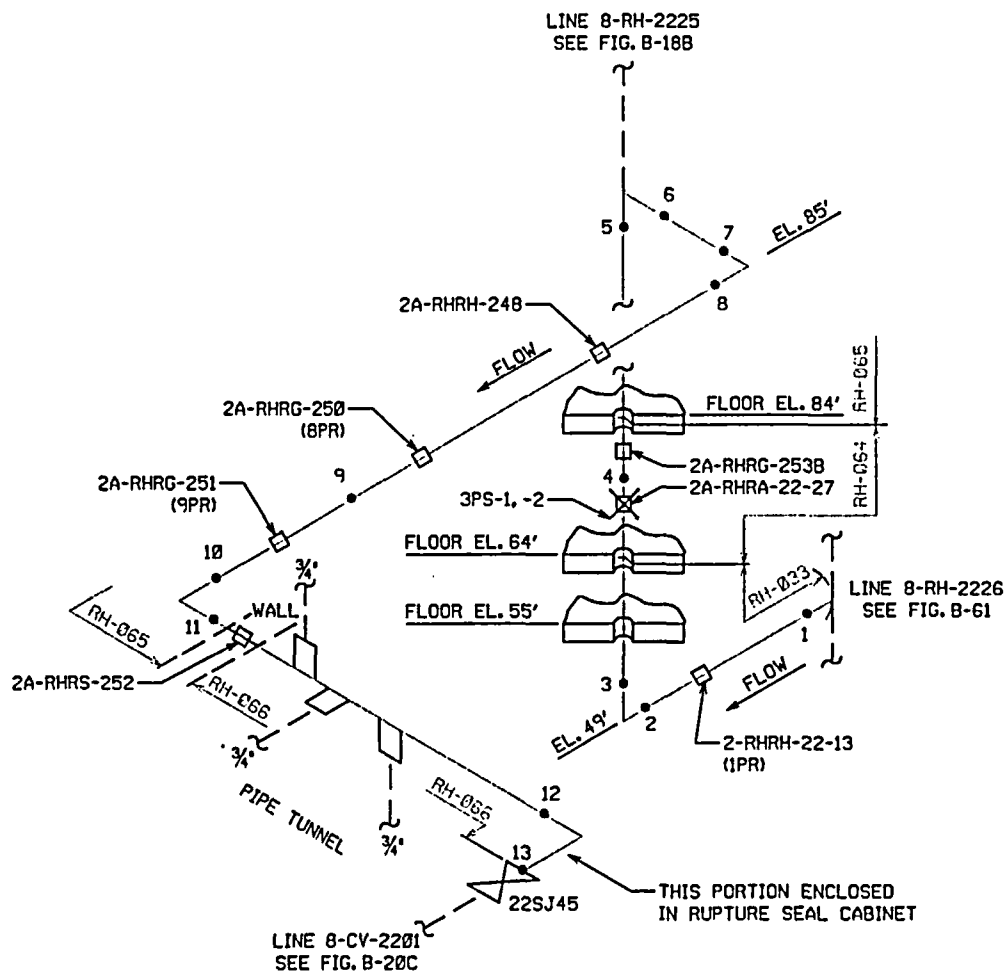 LINE 8-RH-2225
SEE FIG. B-18B
6
5
7
EL. 85'
8
2A-RHRH-248
FLOW
RH-065
2A-RHRG-250
(8PR)
FLOOR EL. 84'
2A-RHRG-251
(9PR)
9
2A-RHRG-253B
4
2A-RHRA-22-27
RH-064
3PS-1, -2
10
FLOOR EL. 64'
3/4"
RH-033
LINE 8-RH-2226
SEE FIG. B-61
WALL
FLOOR EL. 55'
1
11
RH-065
2A-RHRS-252
RH-066
3
2
FLOW
EL. 49'
2-RHRH-22-13
(1PR)
3/4"
PIPE TUNNEL
RH-066
12
3/4"
13
22SJ45
THIS PORTION ENCLOSED
IN RUPTURE SEAL CABINET
LINE 8-CV-2201
SEE FIG. B-20C